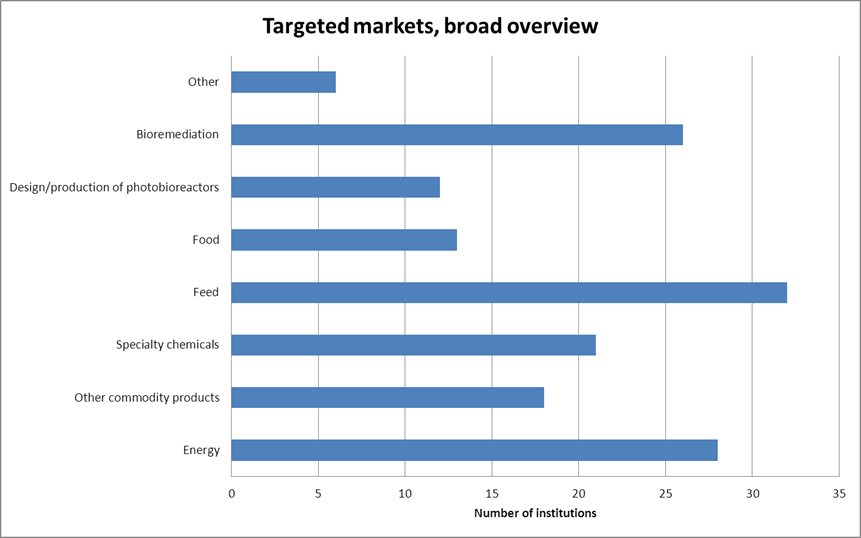 Targeted markets, broad overview
Other
Bioremediation
Design/production of photobioreactors
Food
Feed
Specialty chemicals
Other commodity products
Energy
0 5 10 15 20 25 30 35
Number of institutions